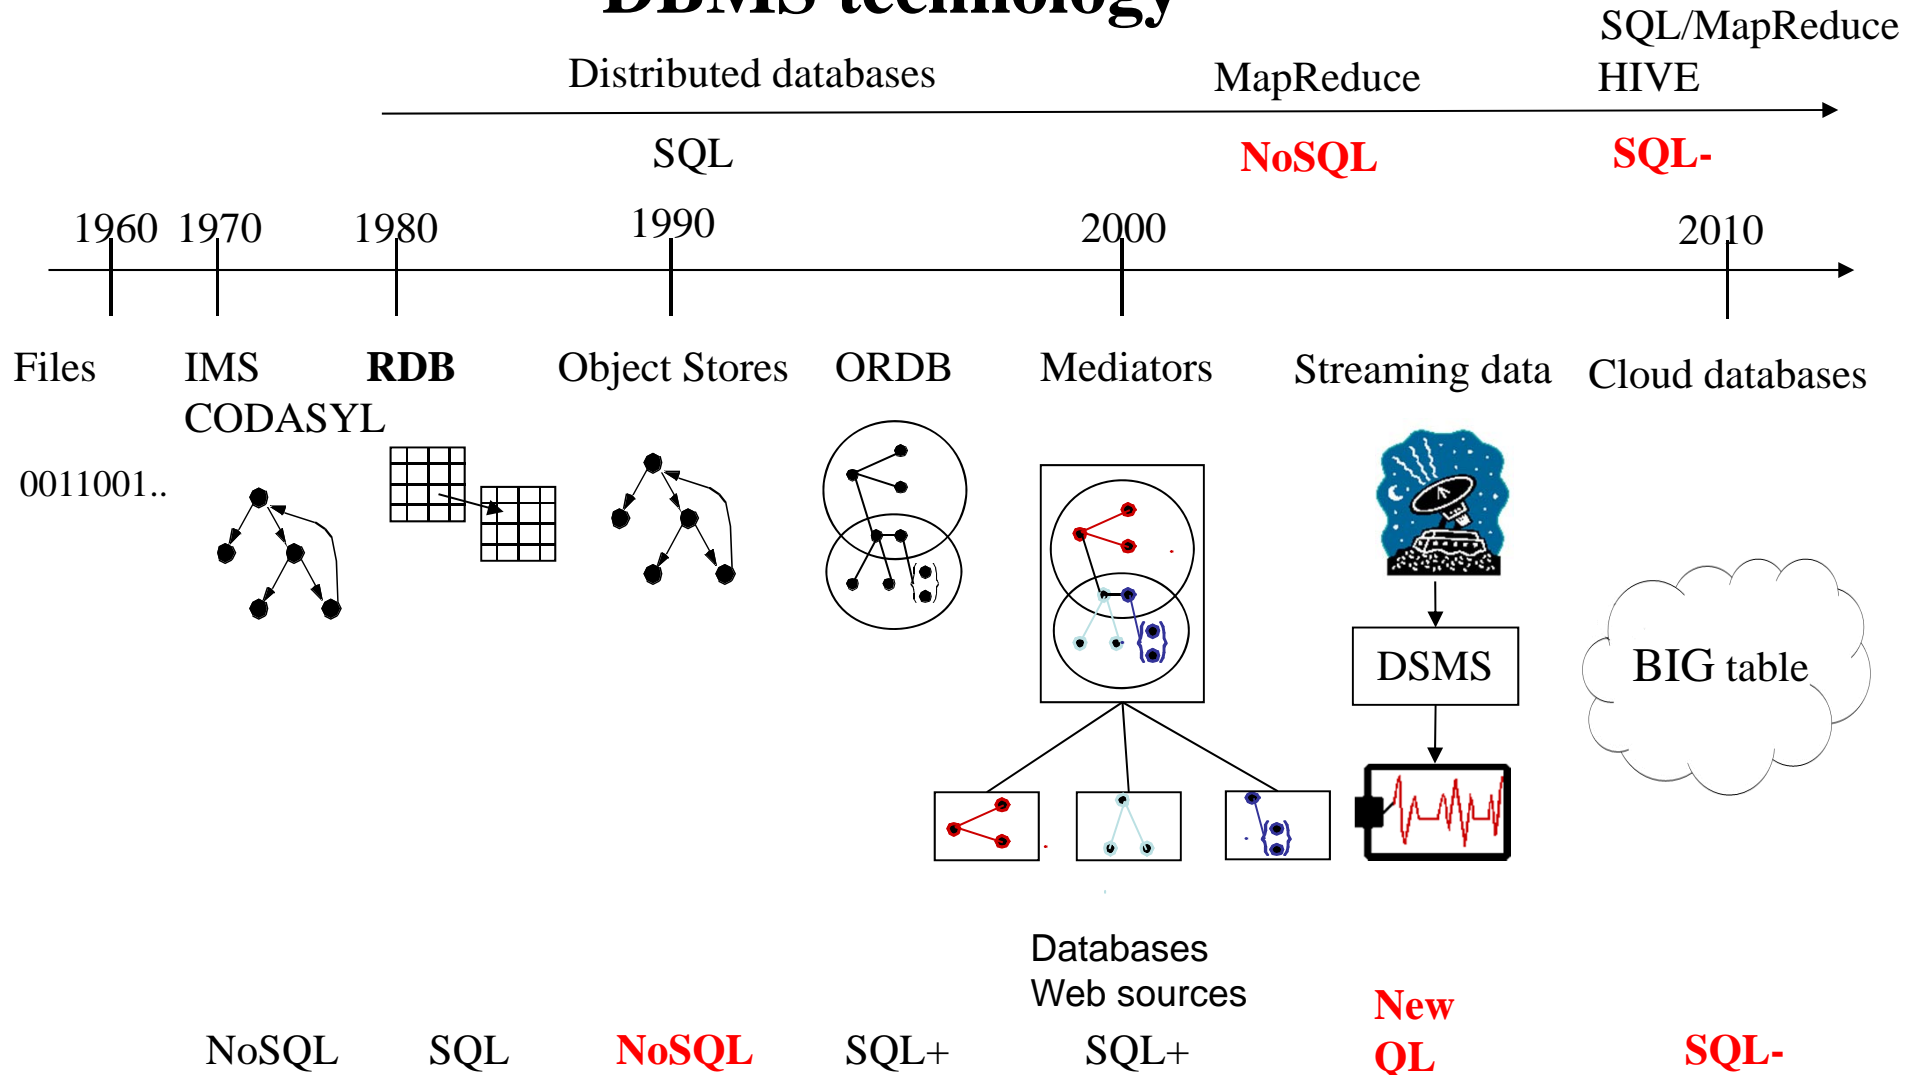 DBMS technology
SQL/MapReduce
Distributed databases
MapReduce
HIVE
SQL
NoSQL
SQL-
1960
1970
1980
1990
2000
2010
Files
IMS
CODASYL
RDB
Object Stores
ORDB
Mediators
Streaming data
Cloud databases
0011001..
DSMS
BIG table
Databases
Web sources
NoSQL
SQL
NoSQL
SQL+
SQL+
New
QL
SQL-